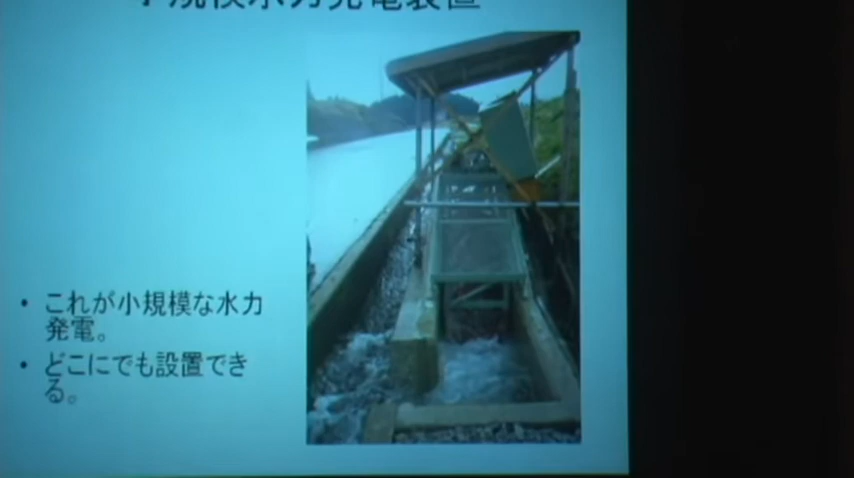 小規模水力発電装置
• これが小規模な水力
発電。
• どこにでも設置でき
る。